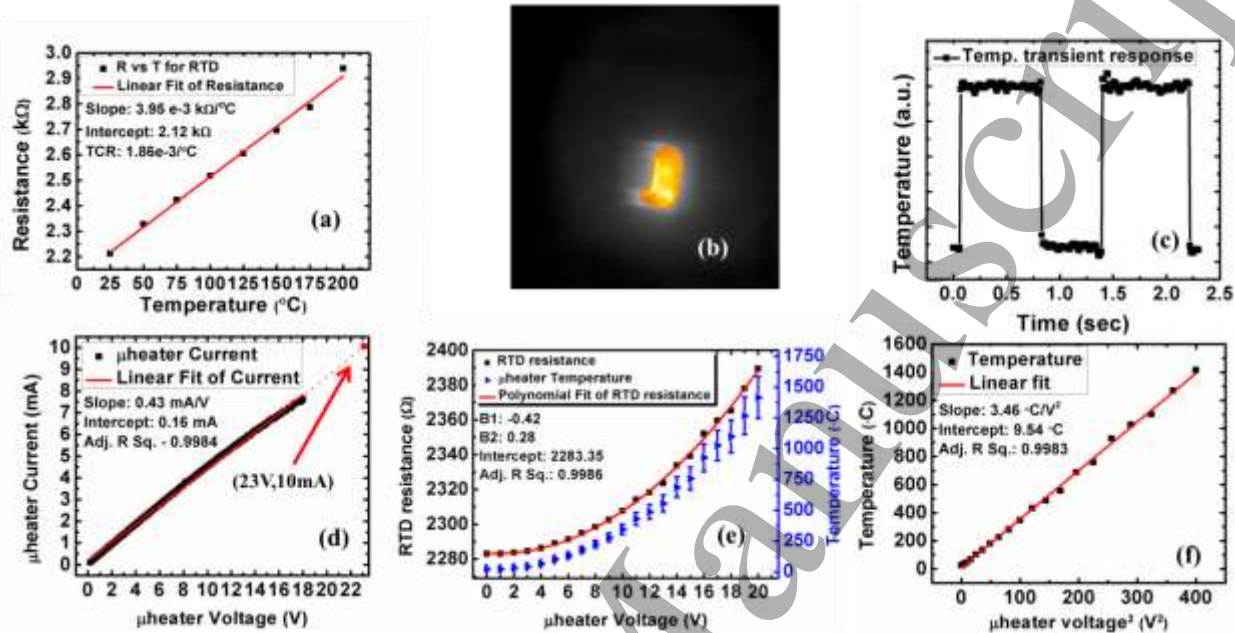 3.0
2.9
2.8
2.7
2.6
2.5
2.4
2.3
2.2
Resistance (kΩ)
R vs T for RTD
Linear Fit of Resistance
Slope: 3.95 e-3 kΩ/°C
Intercept: 2.12 kΩ
TCR: 1.86e-3/°C
(a)
0 25 50 75 100 125 150 175 200
Temperature (°C)
(b)
Temp. transient response
Temperature (a.u.)
(c)
0.0 0.5 1.0 1.5 2.0 2.5
Time (sec)
10
9
8
7
6
5
4
3
2
1
0
μheater Current (mA)
μheater Current
Linear Fit of Current
Slope: 0.43 mA/V
Intercept: 0.16 mA
Adj. R Sq. - 0.9984
(23V,10mA)
(d)
0 2 4 6 8 10 12 14 16 18 20 22
μheater Voltage (V)
2400
2380
2360
2340
2320
2300
2280
RTD resistance (Ω)
RTD resistance
μheater Temperature
Polynomial Fit of RTD resistance
B1: -0.42
B2: 0.28
Intercept: 2283.35
Adj. R Sq.: 0.9986
(e)
1750
1500
1250
1000
750
500
250
0
Temperature (◦C)
0 2 4 6 8 10 12 14 16 18 20
μheater Voltage (V)
1600
1400
1200
1000
800
600
400
200
0
Temperature (◦C)
Temperature
Linear fit
Slope: 3.46 ◦C/V²
Intercept: 9.54 ◦C
Adj. R Sq.: 0.9983
(f)
0 100 200 300 400
μheater voltage² (V²)